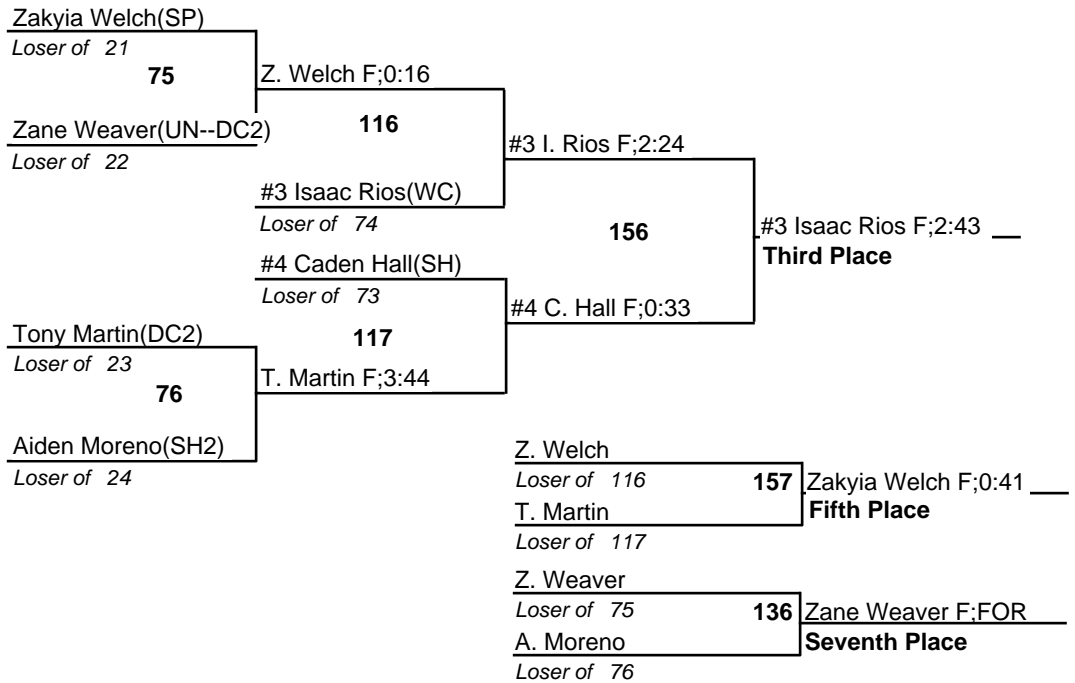 Zakyia Welch(SP)
Loser of 21
75
Z. Welch F;0:16
Zane Weaver(UN--DC2)
Loser of 22
116
#3 I. Rios F;2:24
#3 Isaac Rios(WC)
Loser of 74
156
#3 Isaac Rios F;2:43
Third Place
#4 Caden Hall(SH)
Loser of 73
#4 C. Hall F;0:33
Tony Martin(DC2)
Loser of 23
117
76
T. Martin F;3:44
Aiden Moreno(SH2)
Loser of 24
Z. Welch
Loser of 116
157
Zakyia Welch F;0:41
Fifth Place
T. Martin
Loser of 117
Z. Weaver
Loser of 75
136
Zane Weaver F;FOR
Seventh Place
A. Moreno
Loser of 76